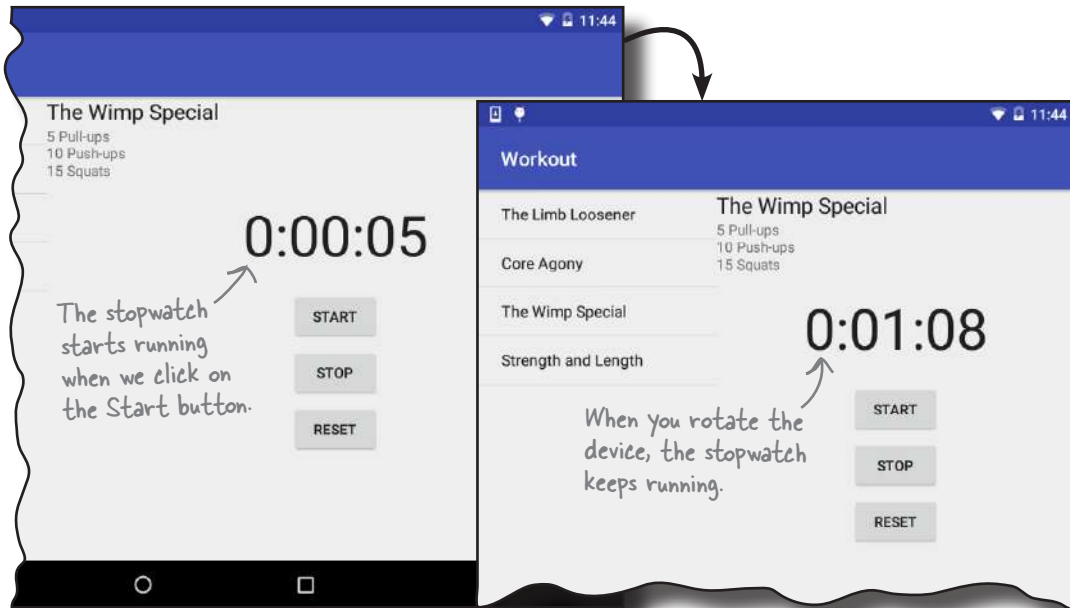 11:44
The Wimp Special
5 Pull-ups
10 Push-ups
15 Squats
0:00:05
The stopwatch
starts running
when we click on
the Start button.
START
STOP
RESET
11:44
Workout
The Limb Loosener
Core Agony
The Wimp Special
Strength and Length
The Wimp Special
5 Pull-ups
10 Push-ups
15 Squats
0:01:08
When you rotate the
device, the stopwatch
keeps running.
START
STOP
RESET